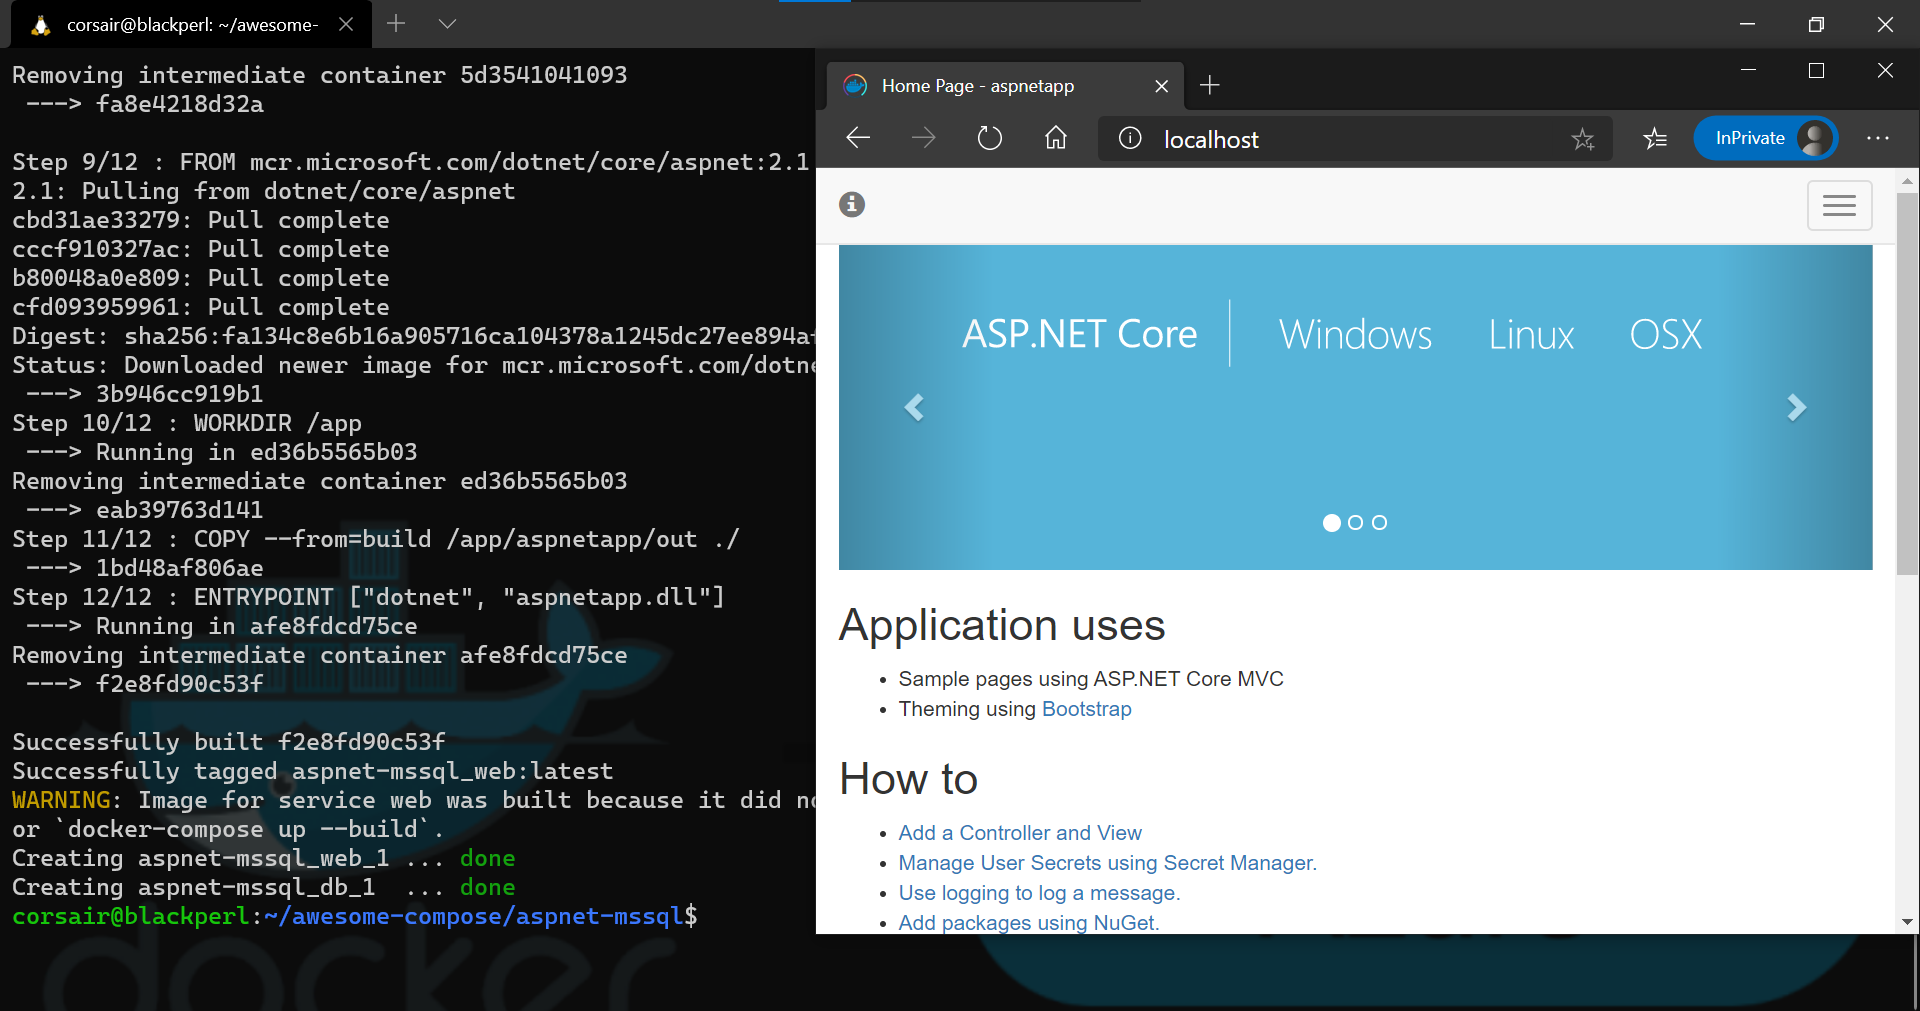 corsair@blackperl: ~/awesome-
Removing intermediate container 5d3541041093
---> fa8e4218d32a
Step 9/12 : FROM mcr.microsoft.com/dotnet/core/aspnet:2.1
2.1: Pulling from dotnet/core/aspnet
cbd31ae33279: Pull complete
cccf910327ac: Pull complete
b80048a0e809: Pull complete
cfd093959961: Pull complete
Digest: sha256:fa134c8e6b16a905716ca104378a1245dc27ee894a
Status: Downloaded newer image for mcr.microsoft.com/dotne
---> 3b946cc919b1
Step 10/12 : WORKDIR /app
---> Running in ed36b5565b03
Removing intermediate container ed36b5565b03
---> eab39763d141
Step 11/12 : COPY --from=build /app/aspnetapp/out ./
---> 1bd48af806ae
Step 12/12 : ENTRYPOINT ["dotnet", "aspnetapp.dll"]
---> Running in afe8fdcd75ce
Removing intermediate container afe8fdcd75ce
---> f2e8fd90c53f
Successfully built f2e8fd90c53f
Successfully tagged aspnet-mssql_web:latest
WARNING: Image for service web was built because it did
or `docker-compose up --build`.
Creating aspnet-mssql_web_1 ... done
Creating aspnet-mssql_db_1 ... done
corsair@blackperl:~/awesome-compose/aspnet-mssql$
docker
Home Page - aspnetapp
localhost
InPrivate
ASP.NET Core
Windows Linux OSX
Application uses
• Sample pages using ASP.NET Core MVC
• Theming using Bootstrap
How to
• Add a Controller and View
• Manage User Secrets using Secret Manager.
• Use logging to log a message.
• Add packages using NuGet.